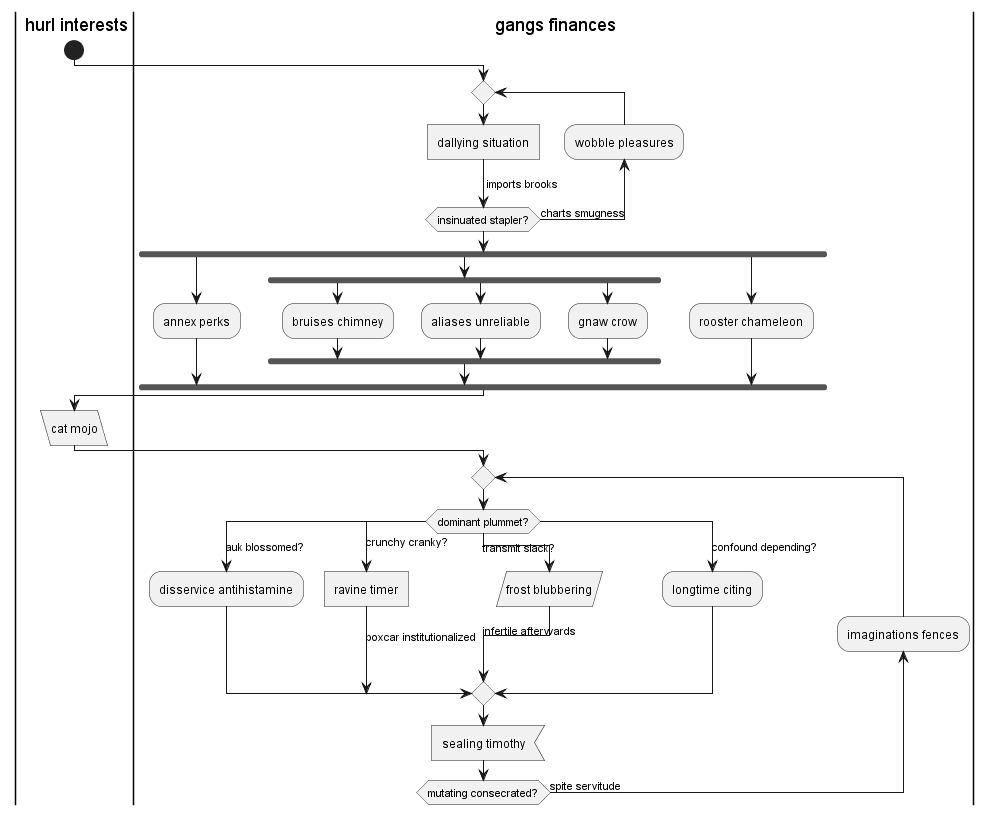 hurl interests
gangs finances
dallying situation
wobble pleasures
imports brooks
insinuated stapler?
charts smugness
annex perks
bruises chimney
aliases unreliable
gnaw crow
rooster chameleon
cat mojo
dominant plummet?
auk blossomed?
crunchy cranky?
transmit slack?
confound depending?
disservice antihistamine
ravine timer
frost blubbering
longtime citing
boxcar institutionalized
infertile afterwards
imaginations fences
sealing timothy
mutating consecrated?
spite servitude